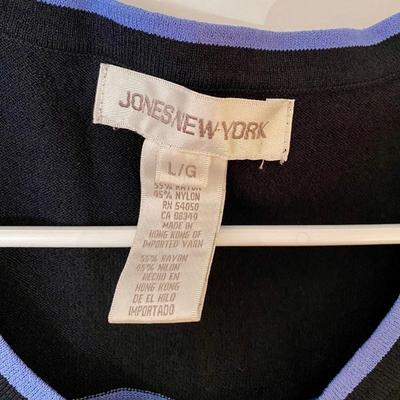 JONES NEW·YORK
L/G
55% RAYON
45% NYLON
RN 54050
CA 08349
MADE IN
HONG KONG OF
IMPORTED YARN
55% RAYON
45% NILON
HECHO EN
HONG KONG
DE EL HILO
IMPORTADO